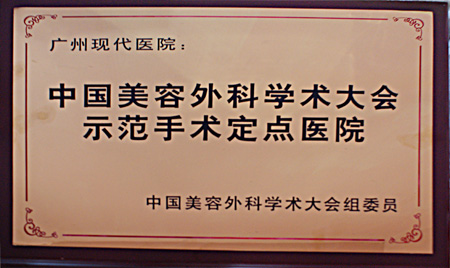 广州现代医院：
中国美容外科学术大会
示范手术定点医院
中国美容外科学术大会组委员